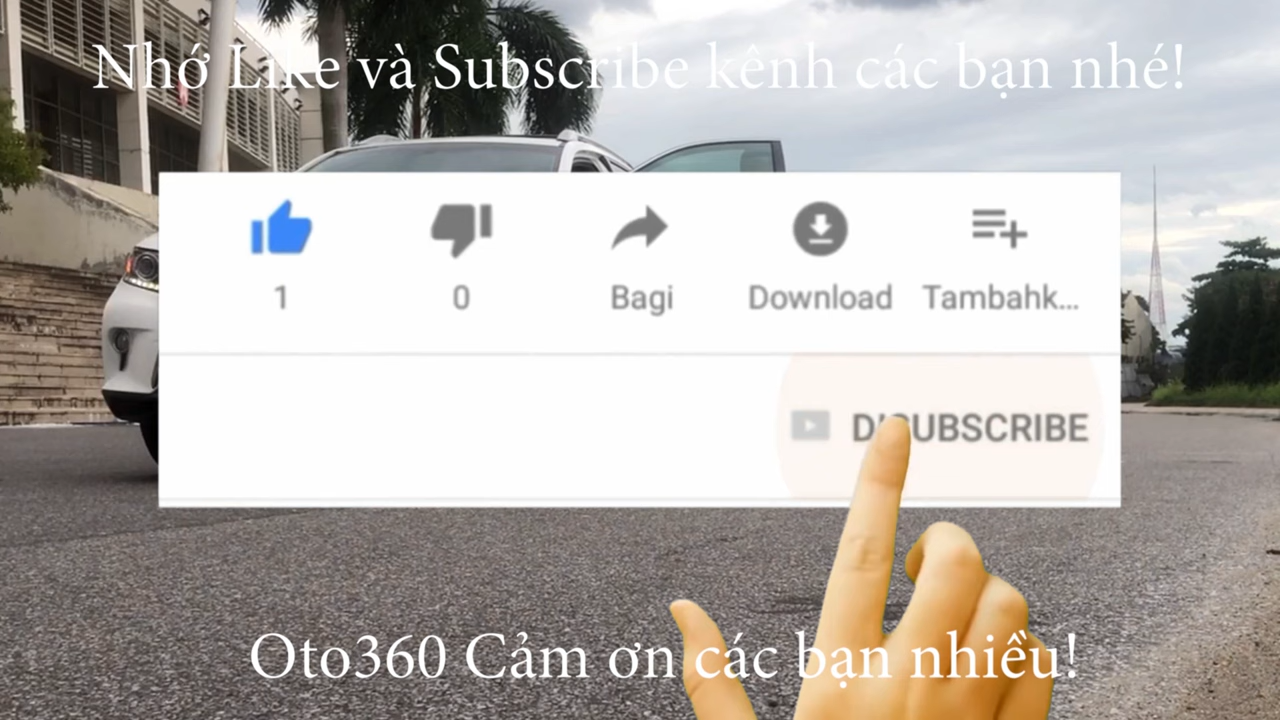 Nhớ Like và Subscribe kênh các bạn nhé!
1 0 Bagi Download Tambahk...
DISUBSCRIBE
Oto360 Cảm ơn các bạn nhiều!